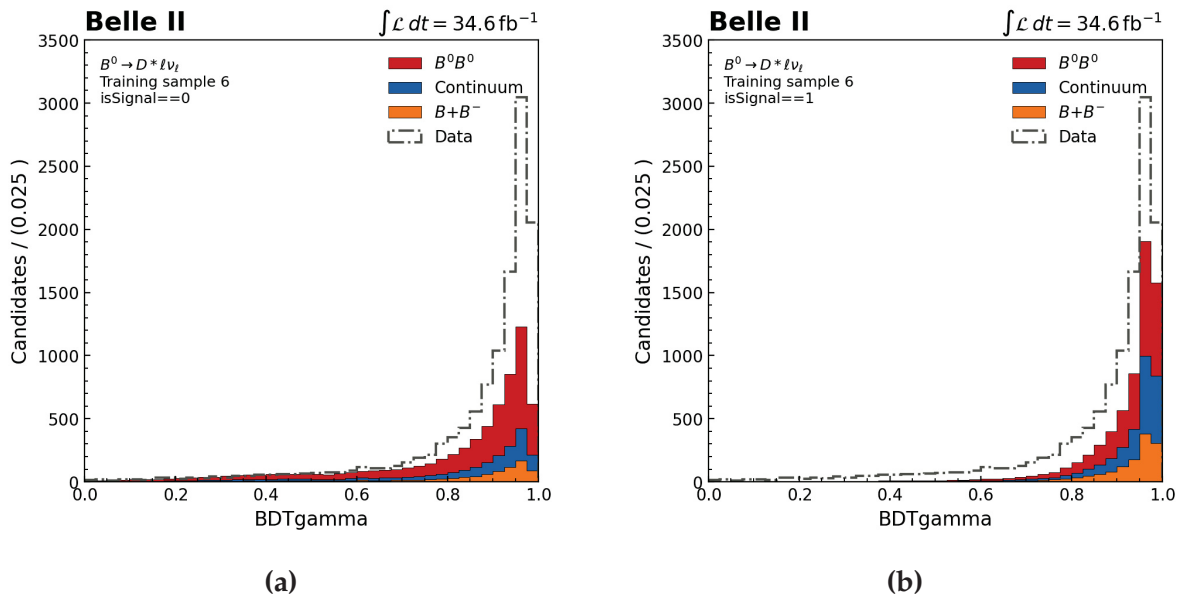 Belle II
∫ℒ dt = 34.6 fb⁻¹
B⁰ → D * ℓν_ℓ
Training sample 6
isSignal==0
B⁰B⁰
Continuum
B+B⁻
Data
3500
3000
2500
2000
1500
1000
500
0
Candidates / (0.025 )
0.0 0.2 0.4 0.6 0.8 1.0
BDTgamma
(a)
Belle II
∫ℒ dt = 34.6 fb⁻¹
B⁰ → D * ℓν_ℓ
Training sample 6
isSignal==1
B⁰B⁰
Continuum
B+B⁻
Data
3500
3000
2500
2000
1500
1000
500
0
Candidates / (0.025 )
0.0 0.2 0.4 0.6 0.8 1.0
BDTgamma
(b)